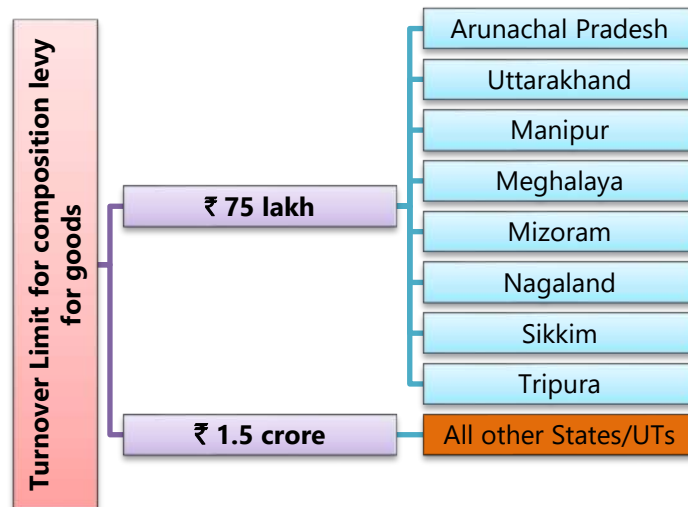 Turnover Limit for composition levy
for goods
₹ 75 lakh
Arunachal Pradesh
Uttarakhand
Manipur
Meghalaya
Mizoram
Nagaland
Sikkim
Tripura
₹ 1.5 crore
All other States/UTs